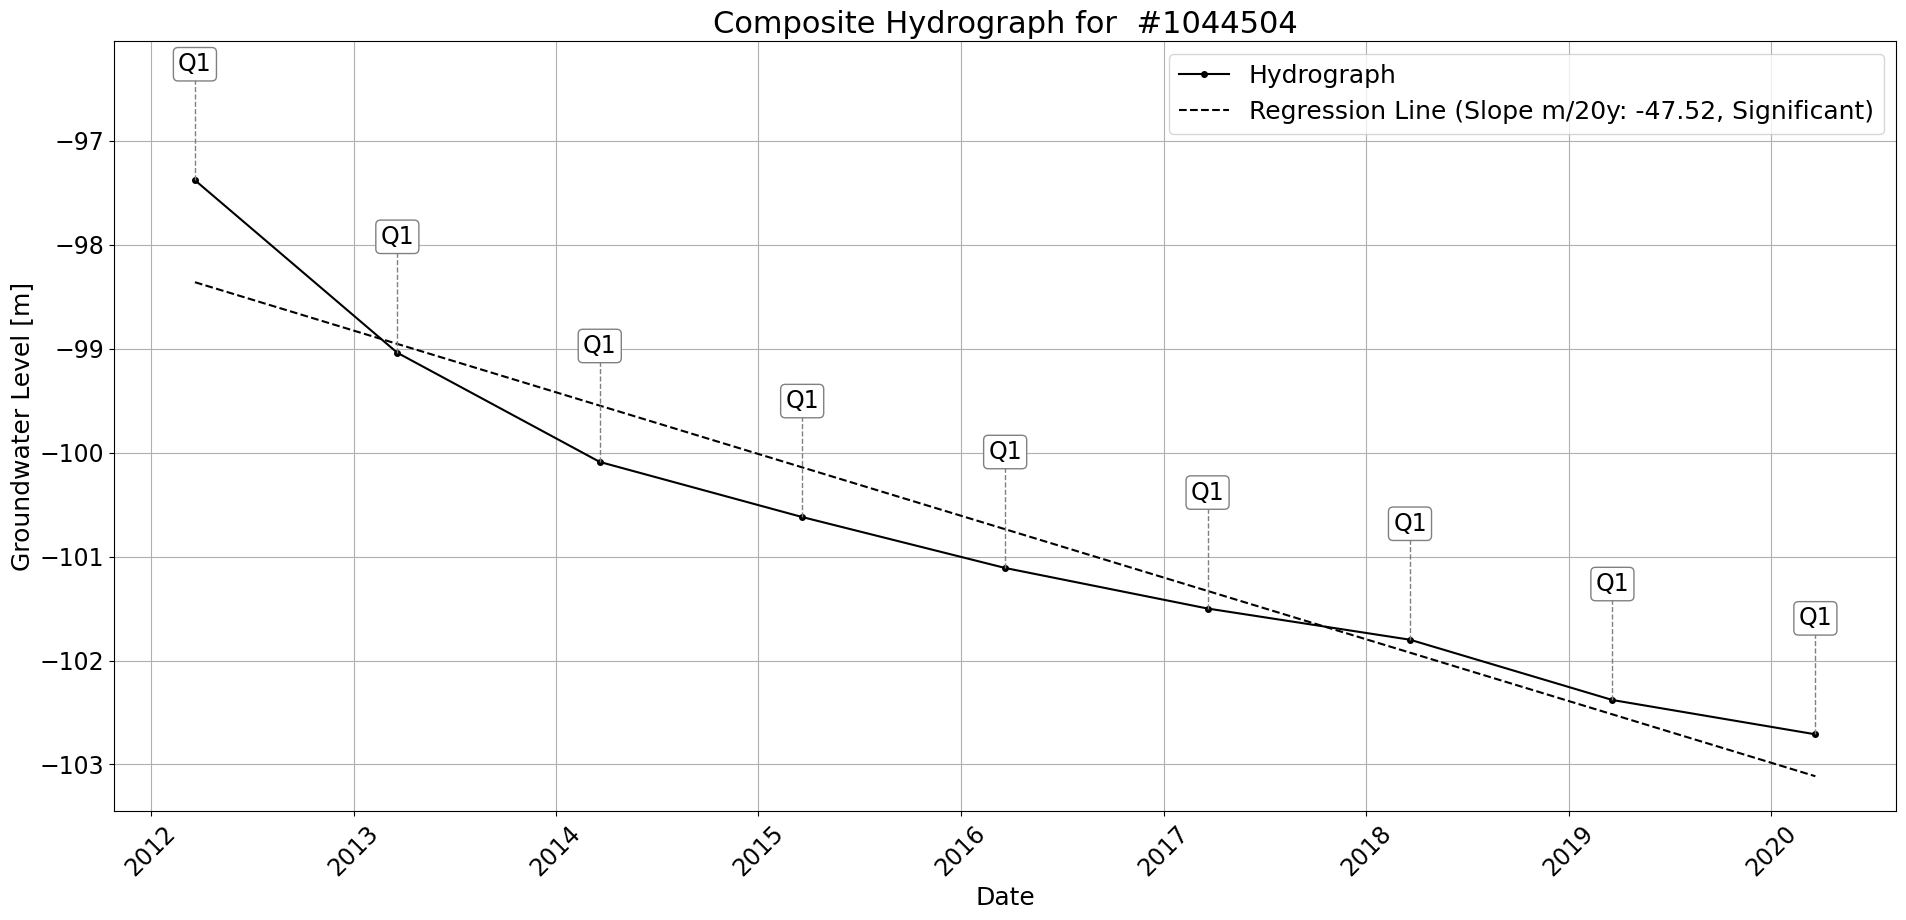 Composite Hydrograph for  #1044504
Hydrograph
Regression Line (Slope m/20y: -47.52, Significant)
Q1
Q1
Q1
Q1
Q1
Q1
Q1
Q1
Q1
Groundwater Level [m]
−97
−98
−99
−100
−101
−102
−103
2012
2013
2014
2015
2016
2017
2018
2019
2020
Date